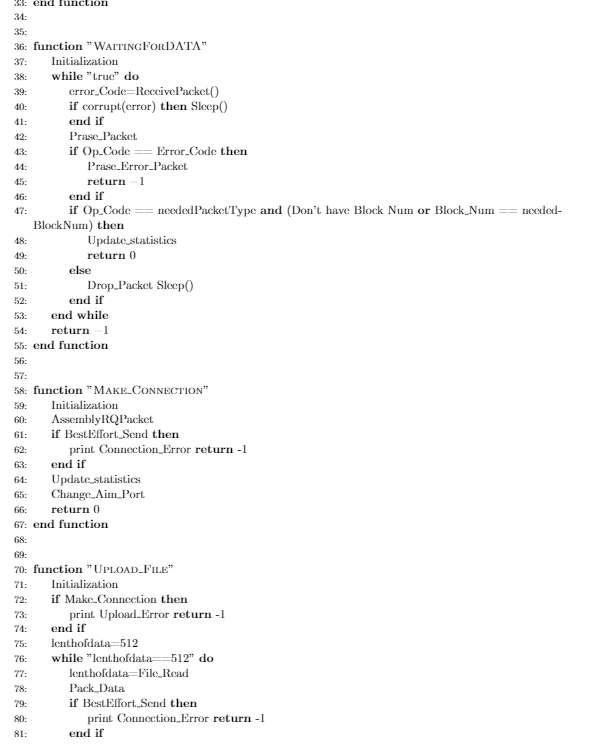 33: end function
34:
35:
36: function "WAITINGFORDATA"
37: Initialization
38: while "true" do
39: error_Code=ReceivePacket()
40: if corrupt(error) then Sleep()
41: end if
42: Prase_Packet
43: if Op_Code == Error_Code then
44: Prase_Error_Packet
45: return −1
46: end if
47: if Op_Code == neededPacketType and (Don't have Block Num or Block_Num == needed-
BlockNum) then
48: Update_statistics
49: return 0
50: else
51: Drop_Packet Sleep()
52: end if
53: end while
54: return −1
55: end function
56:
57:
58: function "MAKE_CONNECTION"
59: Initialization
60: AssemblyRQPacket
61: if BestEffort_Send then
62: print Connection_Error return -1
63: end if
64: Update_statistics
65: Change_Aim_Port
66: return 0
67: end function
68:
69:
70: function "UPLOAD_FILE"
71: Initialization
72: if Make_Connection then
73: print Upload_Error return -1
74: end if
75: lenthofdata=512
76: while "lenthofdata==512" do
77: lenthofdata=File_Read
78: Pack_Data
79: if BestEffort_Send then
80: print Connection_Error return -1
81: end if